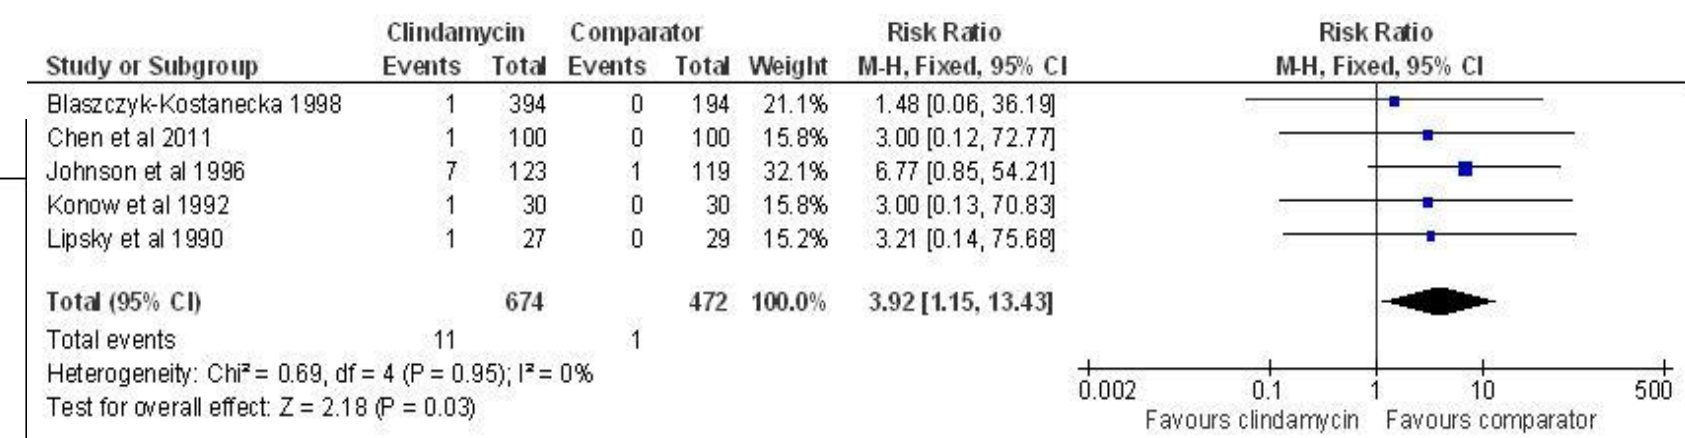 Clindamycin Comparator Risk Ratio Risk Ratio
Study or Subgroup Events Total Events Total Weight M-H, Fixed, 95% CI M-H, Fixed, 95% CI
Blaszczyk-Kostanecka 1998 1 394 0 194 21.1% 1.48 [0.06, 36.19]
Chen et al 2011 1 100 0 100 15.8% 3.00 [0.12, 72.77]
Johnson et al 1996 7 123 1 119 32.1% 6.77 [0.85, 54.21]
Konow et al 1992 1 30 0 30 15.8% 3.00 [0.13, 70.83]
Lipsky et al 1990 1 27 0 29 15.2% 3.21 [0.14, 75.68]
Total (95% CI) 674 472 100.0% 3.92 [1.15, 13.43]
Total events 11 1
Heterogeneity: Chi² = 0.69, df = 4 (P = 0.95); I² = 0%
Test for overall effect: Z = 2.18 (P = 0.03)
0.002 0.1 1 10 500
Favours clindamycin Favours comparator